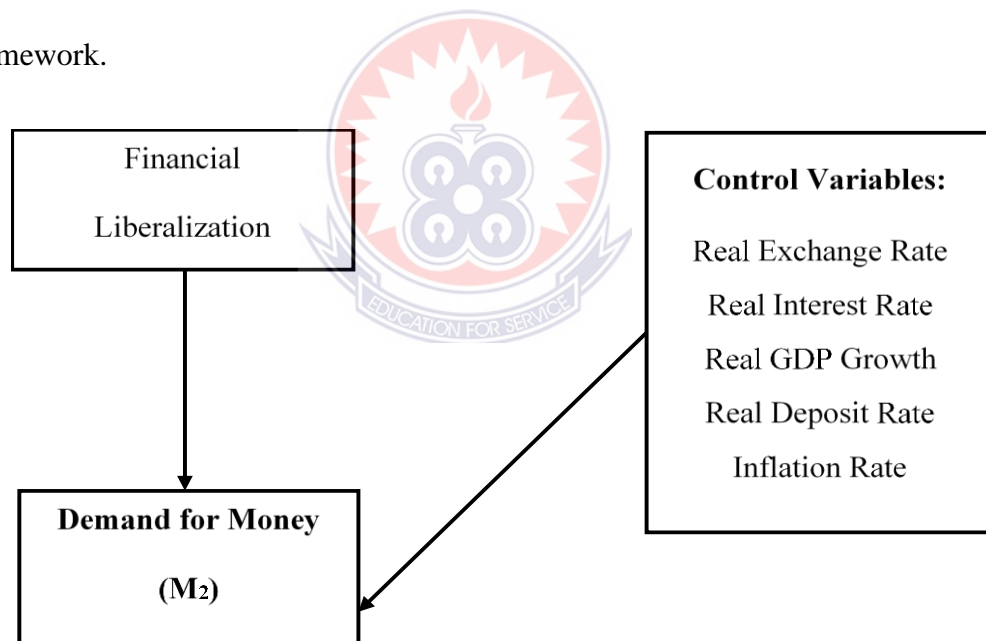 mework.
Financial
Liberalization
EDUCATION FOR SERVICE
Control Variables:
Real Exchange Rate
Real Interest Rate
Real GDP Growth
Real Deposit Rate
Inflation Rate
Demand for Money
(M₂)